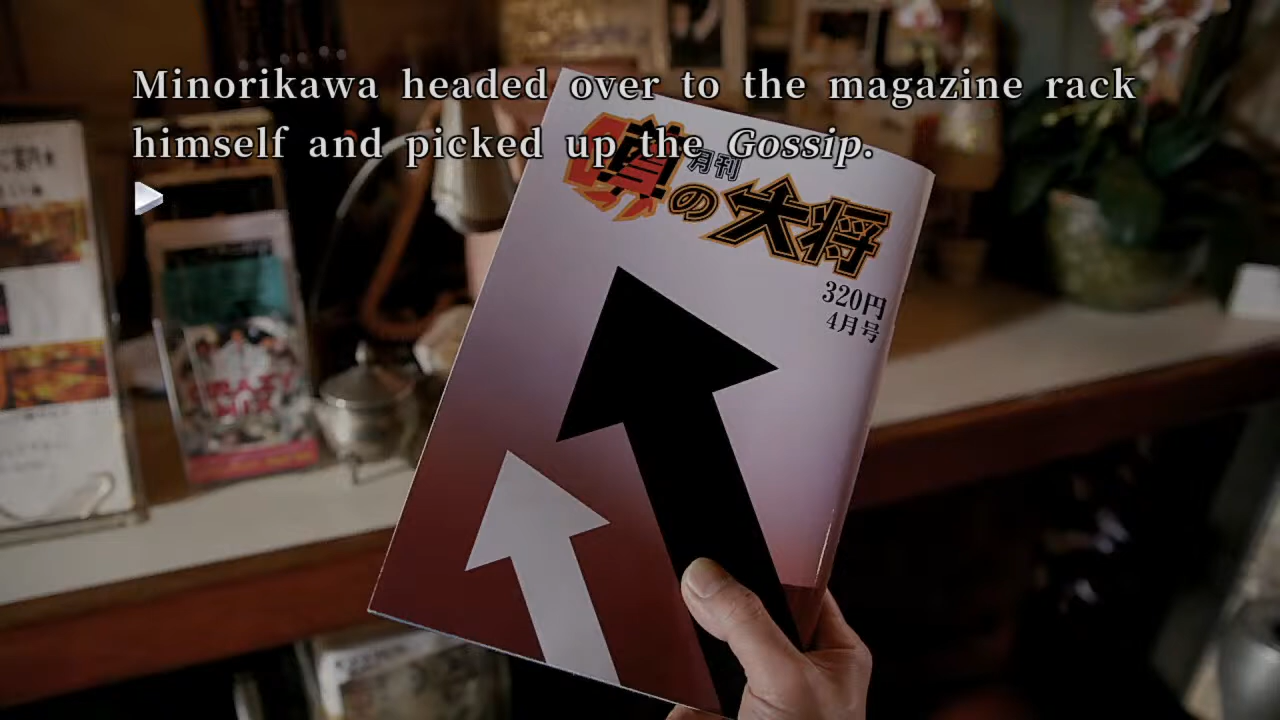 Minorikawa headed over to the magazine rack
himself and picked up the Gossip.
月刊
の大将
320円
4月号